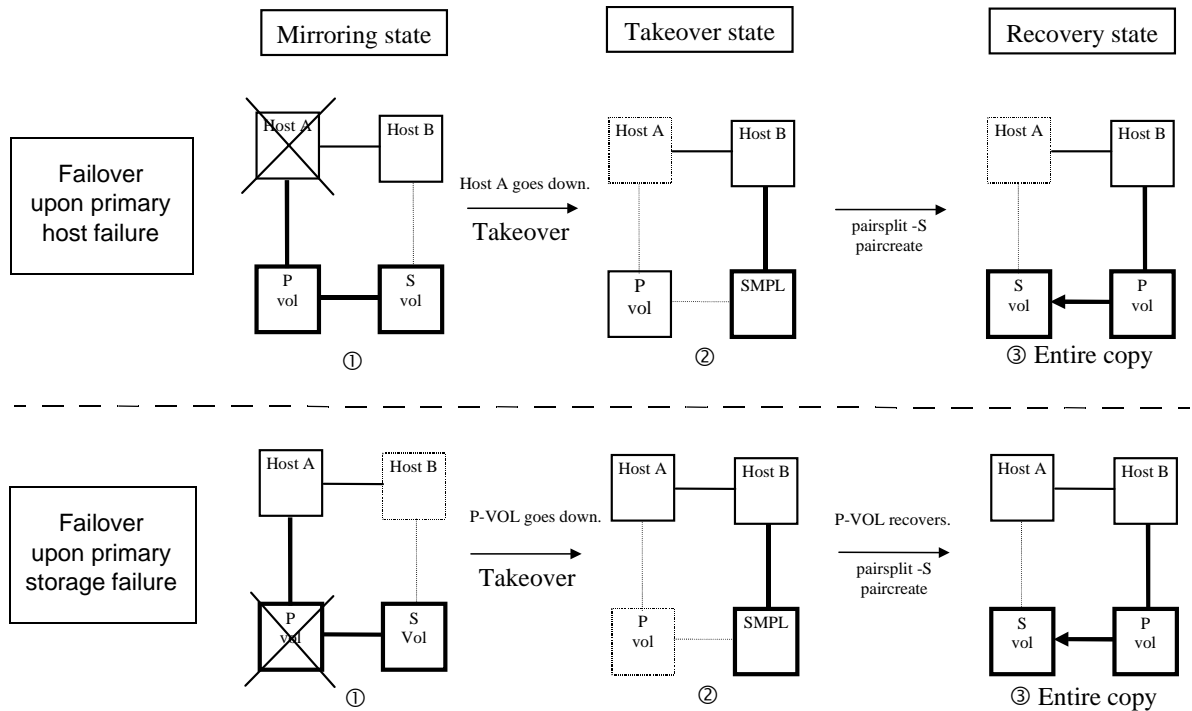 Mirroring state
Takeover state
Recovery state
Failover
upon primary
host failure
Host A
Host B
P
vol
S
vol
①
Host A goes down.
Takeover
Host A
Host B
P
vol
SMPL
②
pairsplit -S
paircreate
Host A
Host B
S
vol
P
vol
③ Entire copy
Failover
upon primary
storage failure
Host A
Host B
P
vol
S
Vol
①
P-VOL goes down.
Takeover
Host A
Host B
P
vol
SMPL
②
P-VOL recovers.
pairsplit -S
paircreate
Host A
Host B
S
vol
P
vol
③ Entire copy